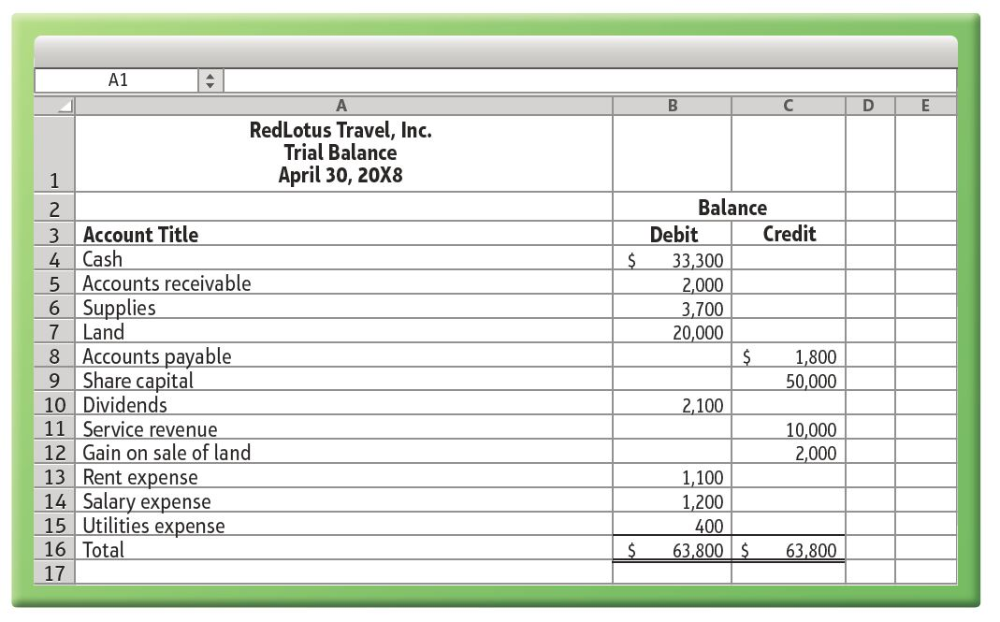 A1
A B C D E
RedLotus Travel, Inc.
Trial Balance
April 30, 20X8
1
2 Balance
3 Account Title Debit Credit
4 Cash $ 33,300
5 Accounts receivable 2,000
6 Supplies 3,700
7 Land 20,000
8 Accounts payable $ 1,800
9 Share capital 50,000
10 Dividends 2,100
11 Service revenue 10,000
12 Gain on sale of land 2,000
13 Rent expense 1,100
14 Salary expense 1,200
15 Utilities expense 400
16 Total $ 63,800 $ 63,800
17